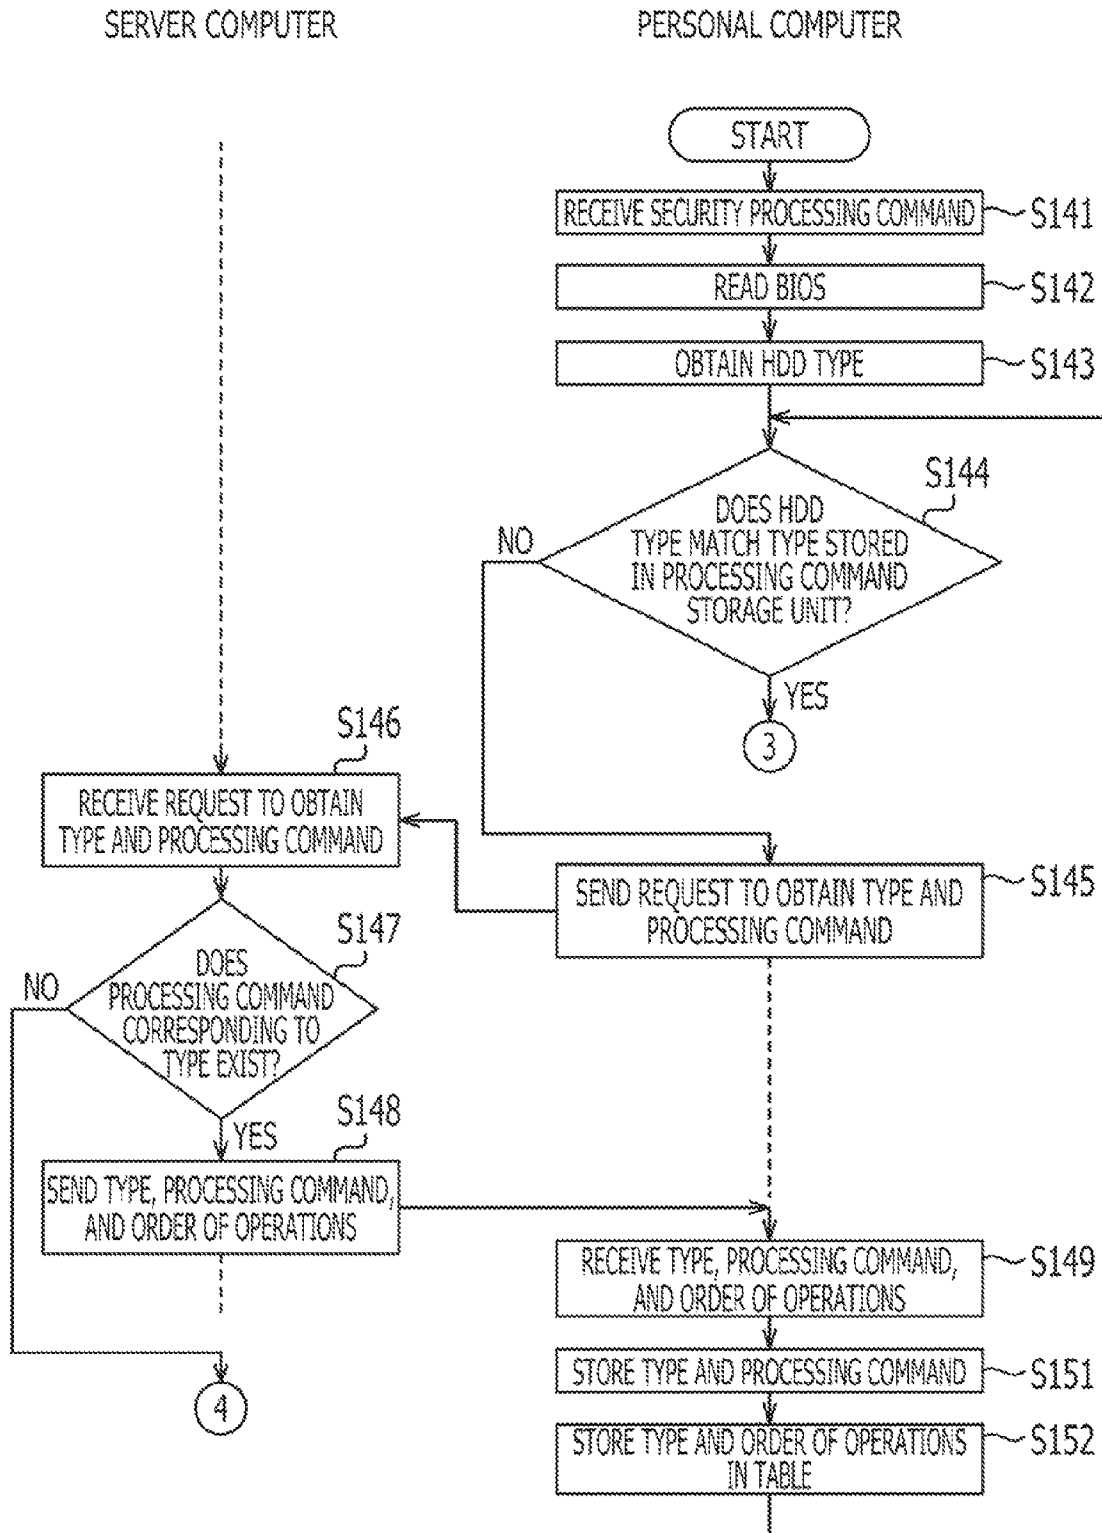 SERVER COMPUTER
PERSONAL COMPUTER
START
RECEIVE SECURITY PROCESSING COMMAND
S141
READ BIOS
S142
OBTAIN HDD TYPE
S143
S144
DOES HDD
TYPE MATCH TYPE STORED
IN PROCESSING COMMAND
STORAGE UNIT?
NO
YES
3
S146
RECEIVE REQUEST TO OBTAIN
TYPE AND PROCESSING COMMAND
SEND REQUEST TO OBTAIN TYPE AND
PROCESSING COMMAND
S145
S147
DOES
PROCESSING COMMAND
CORRESPONDING TO
TYPE EXIST?
NO
YES
S148
SEND TYPE, PROCESSING COMMAND,
AND ORDER OF OPERATIONS
RECEIVE TYPE, PROCESSING COMMAND,
AND ORDER OF OPERATIONS
S149
STORE TYPE AND PROCESSING COMMAND
S151
4
STORE TYPE AND ORDER OF OPERATIONS
IN TABLE
S152